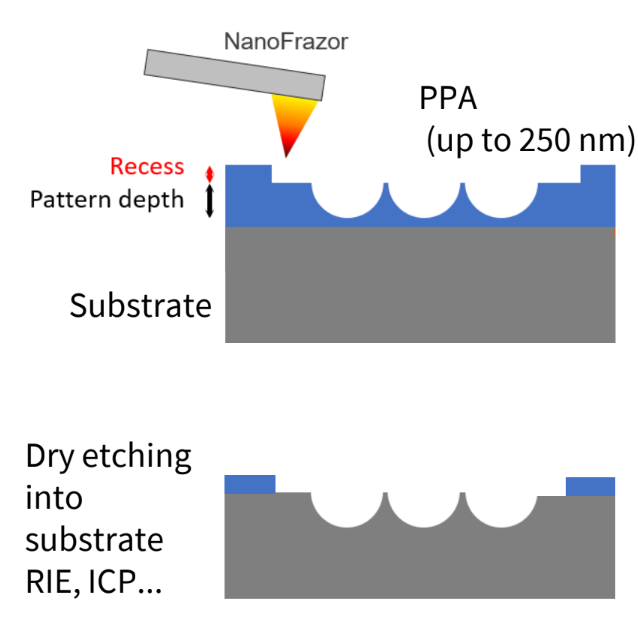 NanoFrazor
PPA
(up to 250 nm)
Recess
Pattern depth
Substrate
Dry etching
into
substrate
RIE, ICP...